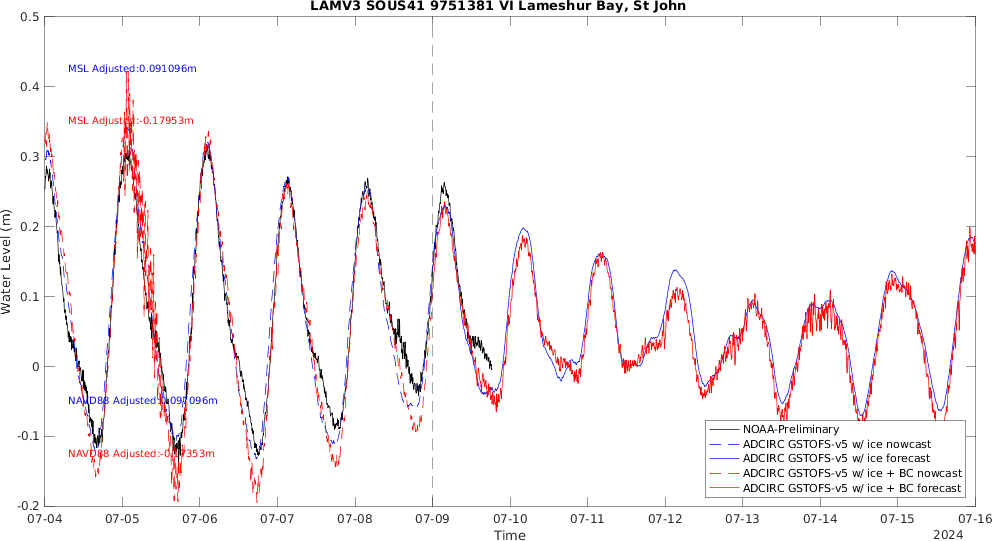 LAMV3 SOUS41 9751381 VI Lameshur Bay, St John
0.5
0.4
0.3
0.2
0.1
0
-0.1
-0.2
Water Level (m)
MSL Adjusted:0.091096m
MSL Adjusted:-0.17953m
NAVD88 Adjusted:0.097096m
NAVD88 Adjusted:-0.17353m
NOAA-Preliminary
ADCIRC GSTOFS-v5 w/ ice nowcast
ADCIRC GSTOFS-v5 w/ ice forecast
ADCIRC GSTOFS-v5 w/ ice + BC nowcast
ADCIRC GSTOFS-v5 w/ ice + BC forecast
07-04 07-05 07-06 07-07 07-08 07-09 07-10 07-11 07-12 07-13 07-14 07-15 07-16
Time
2024